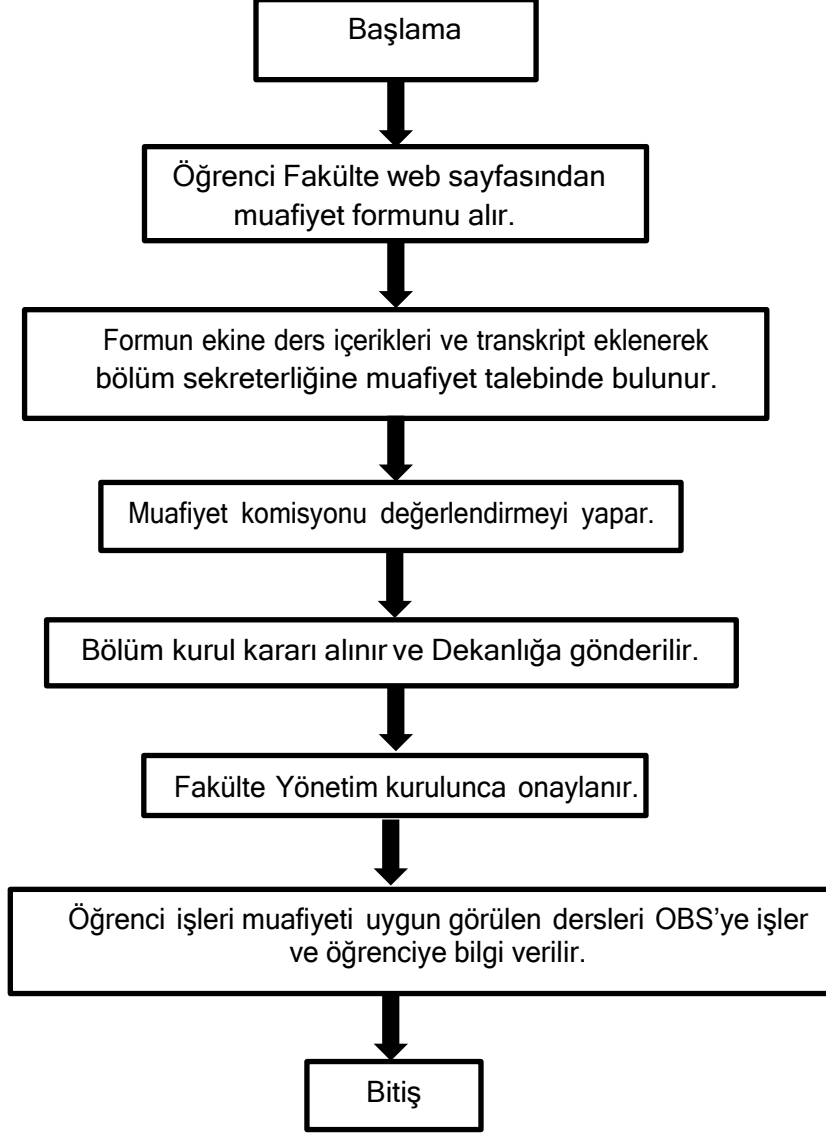 Başlama
Öğrenci Fakülte web sayfasından
muafiyet formunu alır.
Formun ekine ders içerikleri ve transkript eklenerek
bölüm sekreterliğine muafiyet talebinde bulunur.
Muafiyet komisyonu değerlendirmeyi yapar.
Bölüm kurul kararı alınır ve Dekanlığa gönderilir.
Fakülte Yönetim kurulunca onaylanır.
Öğrenci işleri muafiyeti uygun görülen dersleri OBS’ye işler
ve öğrenciye bilgi verilir.
Bitiş